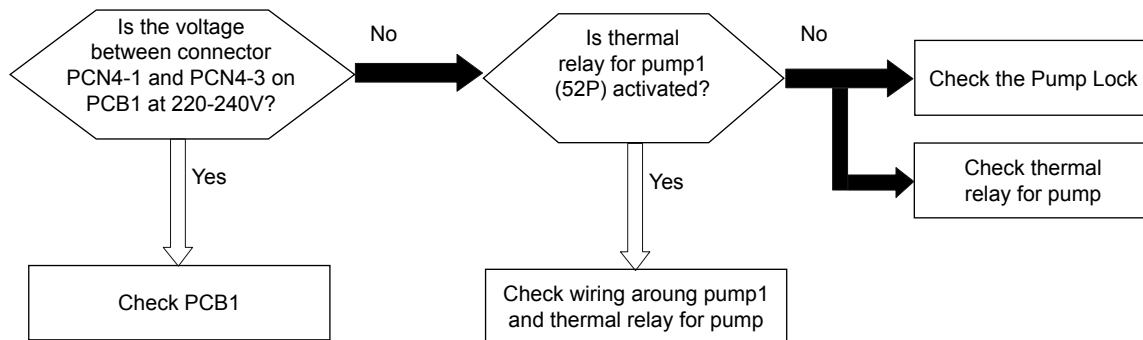 Is the voltage
between connector
PCN4-1 and PCN4-3 on
PCB1 at 220-240V?
No
Is thermal
relay for pump1
(52P) activated?
No
Check the Pump Lock
Check thermal
relay for pump
Yes
Yes
Check PCB1
Check wiring aroung pump1
and thermal relay for pump